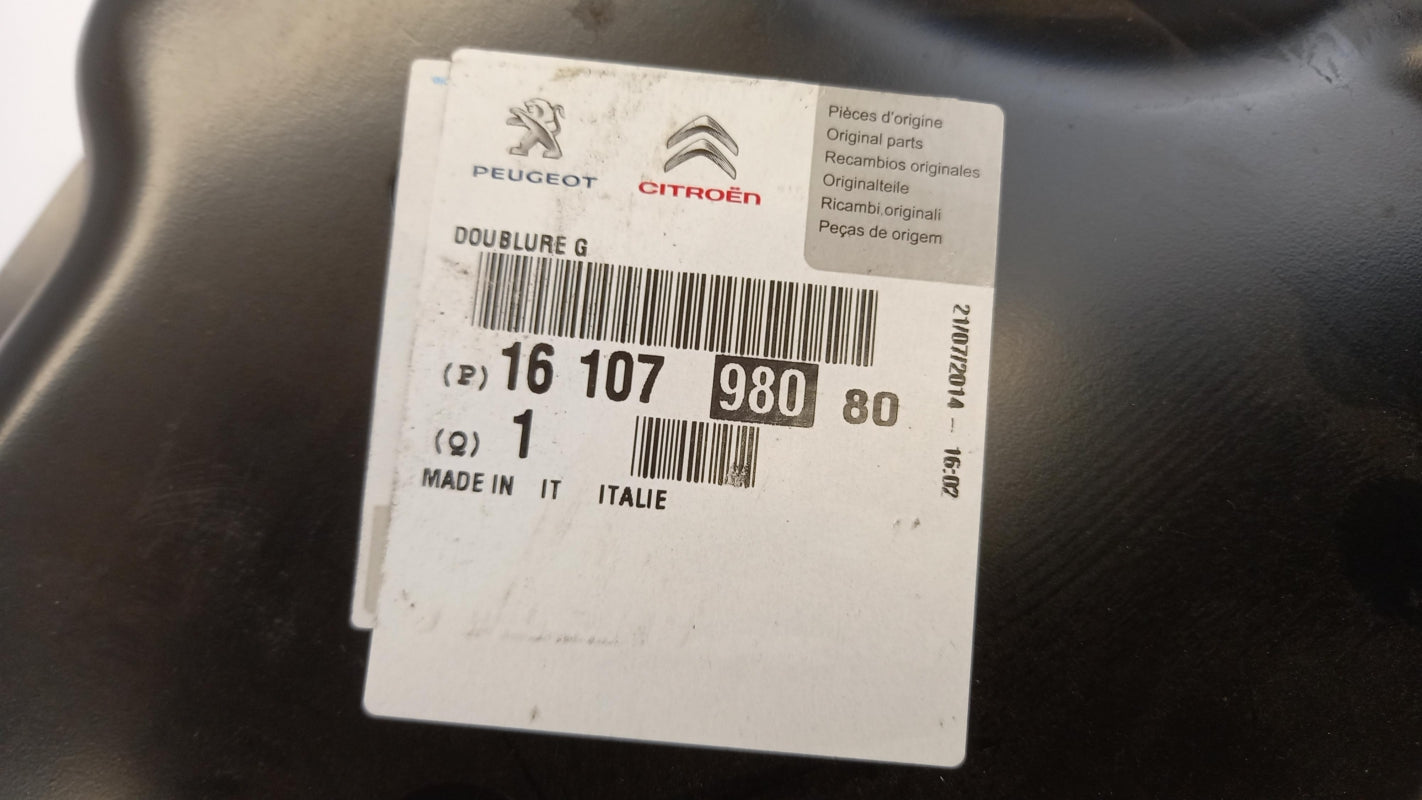 PEUGEOT
CITROËN
Pièces d'origine
Original parts
Recambios originales
Originalteile
Ricambi originali
Peças de origem
DOUBLURE G
(P) 16 107 980 80
(Q) 1
MADE IN IT ITALIE
21/07/2014 - 16:02